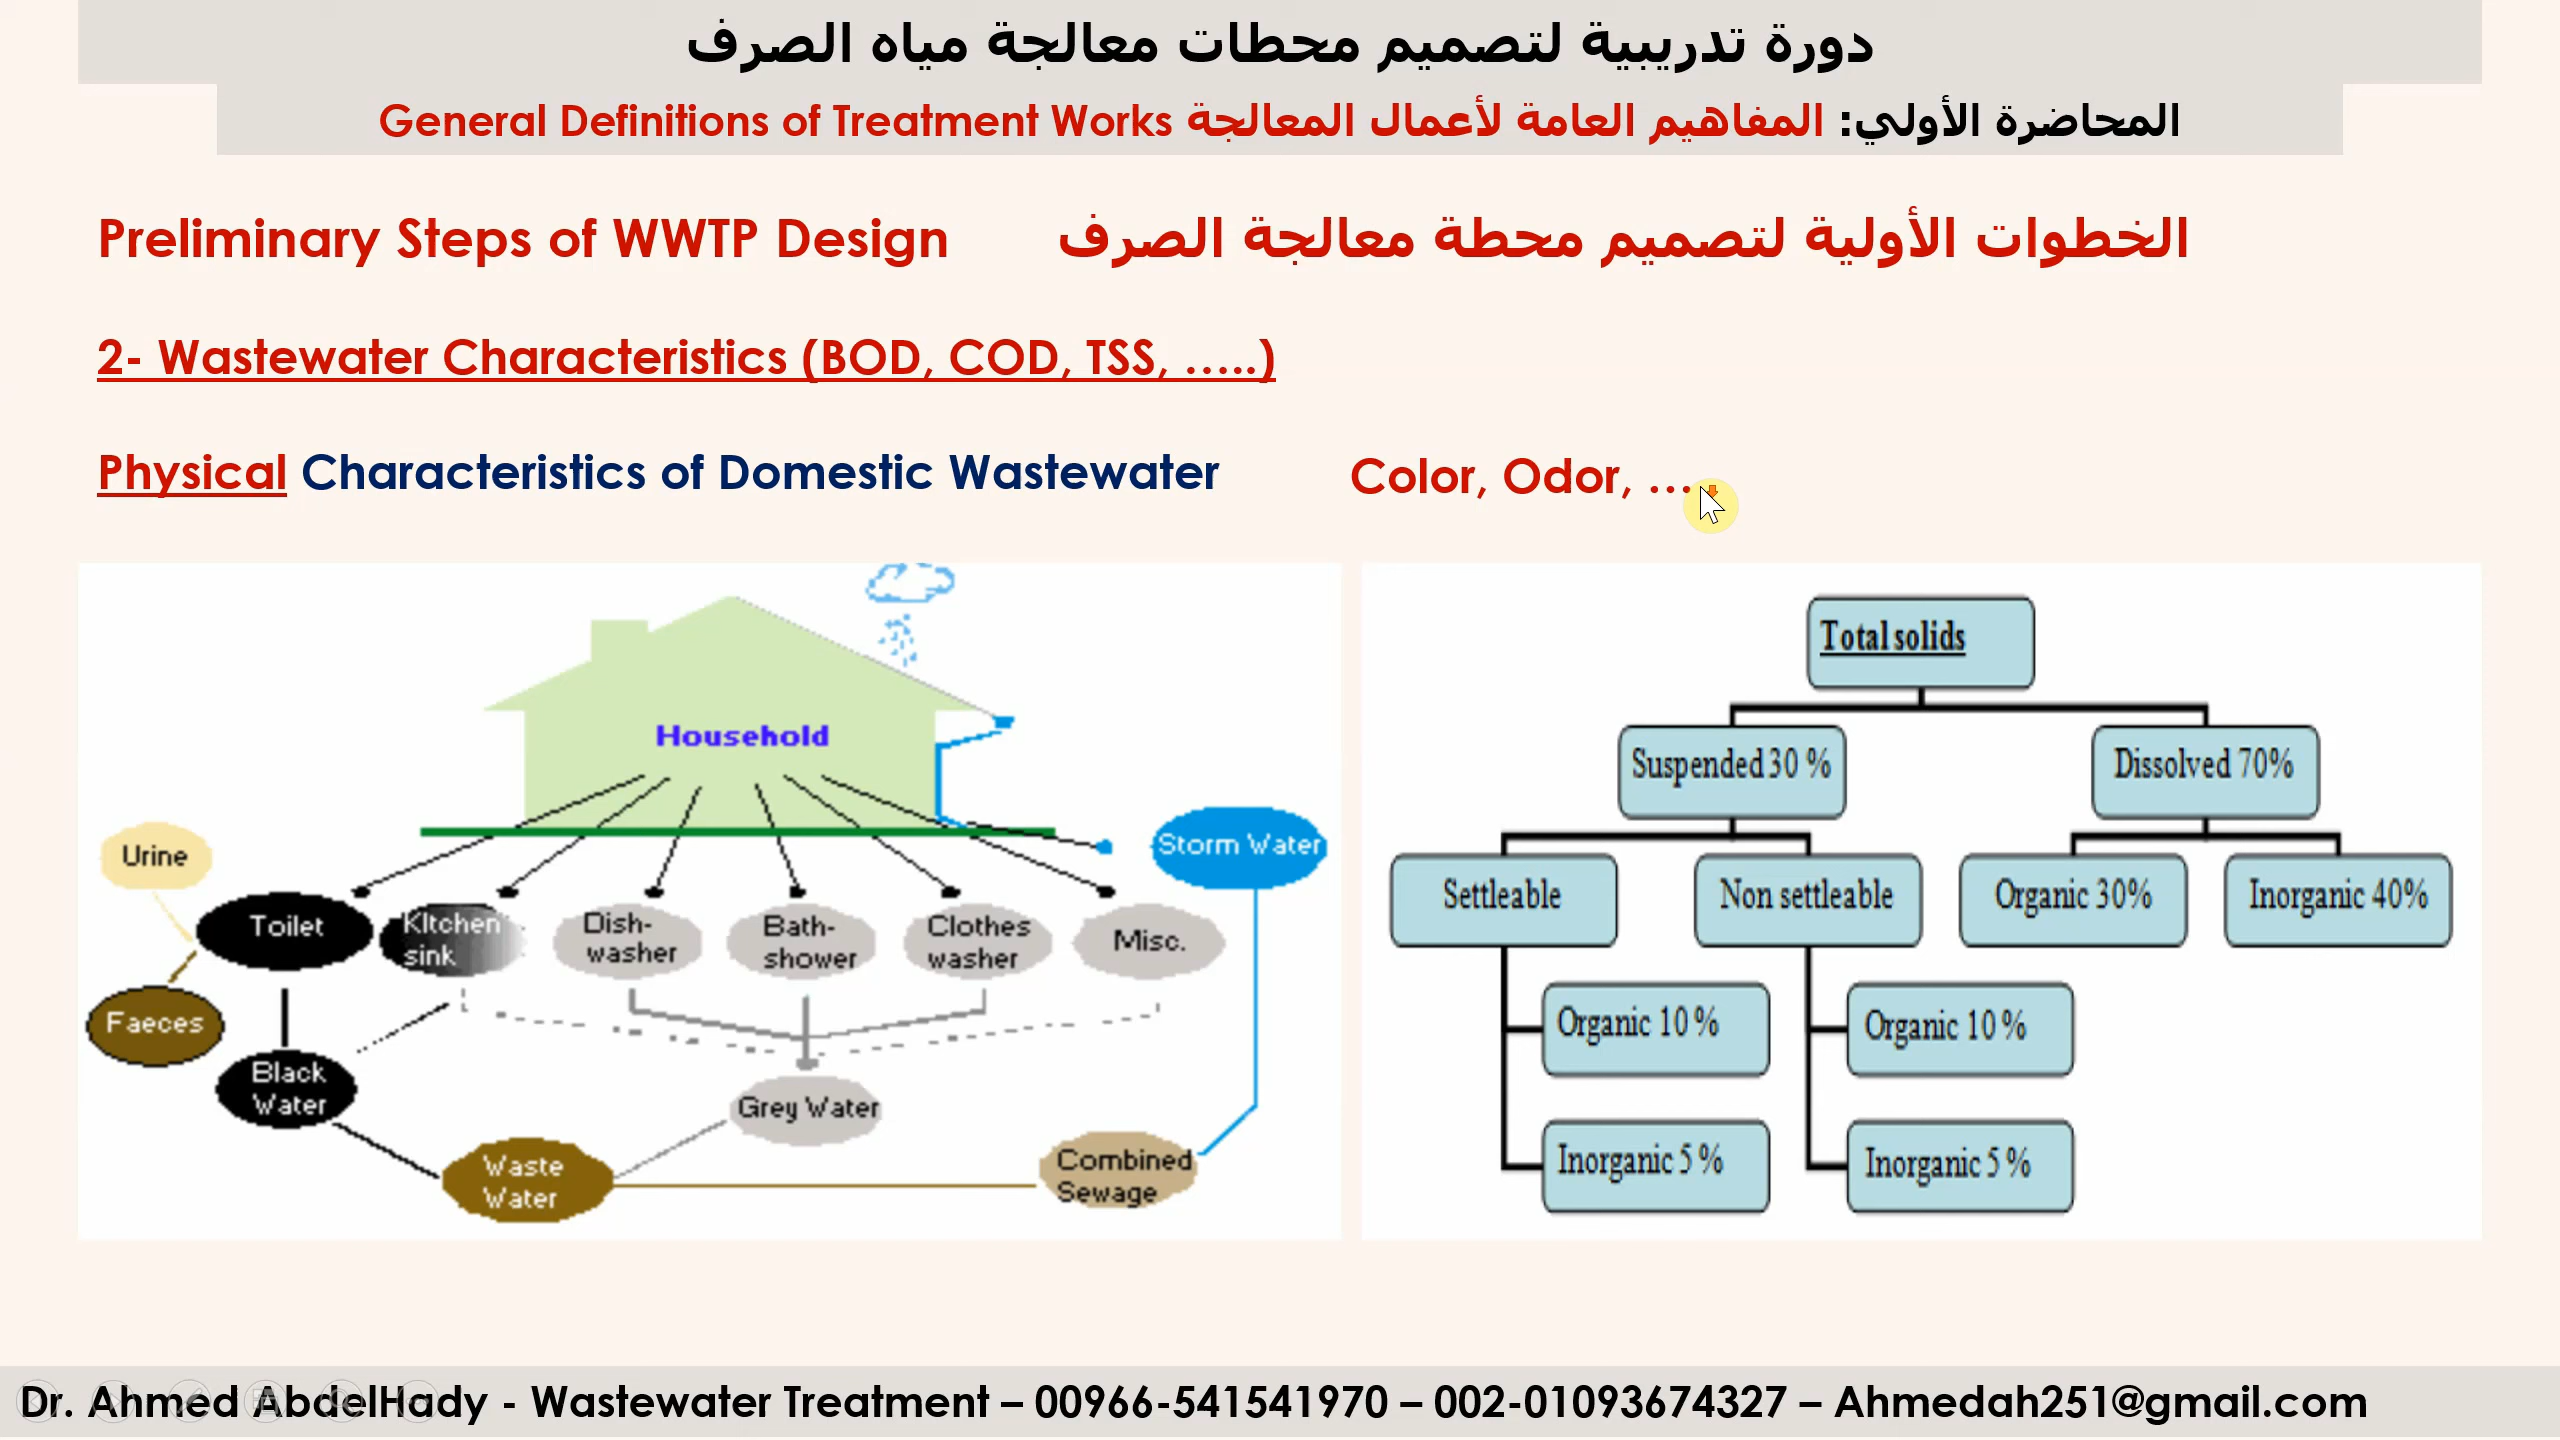 دورة تدريبية لتصميم محطات معالجة مياه الصرف
المحاضرة الأولي: المفاهيم العامة لأعمال المعالجة General Definitions of Treatment Works
Preliminary Steps of WWTP Design الخطوات الأولية لتصميم محطة معالجة الصرف
2- Wastewater Characteristics (BOD, COD, TSS, …..)
Physical Characteristics of Domestic Wastewater
Color, Odor, …
Household
Urine
Storm Water
Toilet
KItchen
sink
Dish-
washer
Bath-
shower
Clothes
washer
Misc.
Faeces
Black
Water
Grey Water
Waste
Water
Combined
Sewage
Total solids
Suspended 30 %
Dissolved 70%
Settleable
Non settleable
Organic 30%
Inorganic 40%
Organic 10 %
Organic 10 %
Inorganic 5 %
Inorganic 5 %
Dr. Ahmed AbdelHady - Wastewater Treatment – 00966-541541970 – 002-01093674327 – Ahmedah251@gmail.com